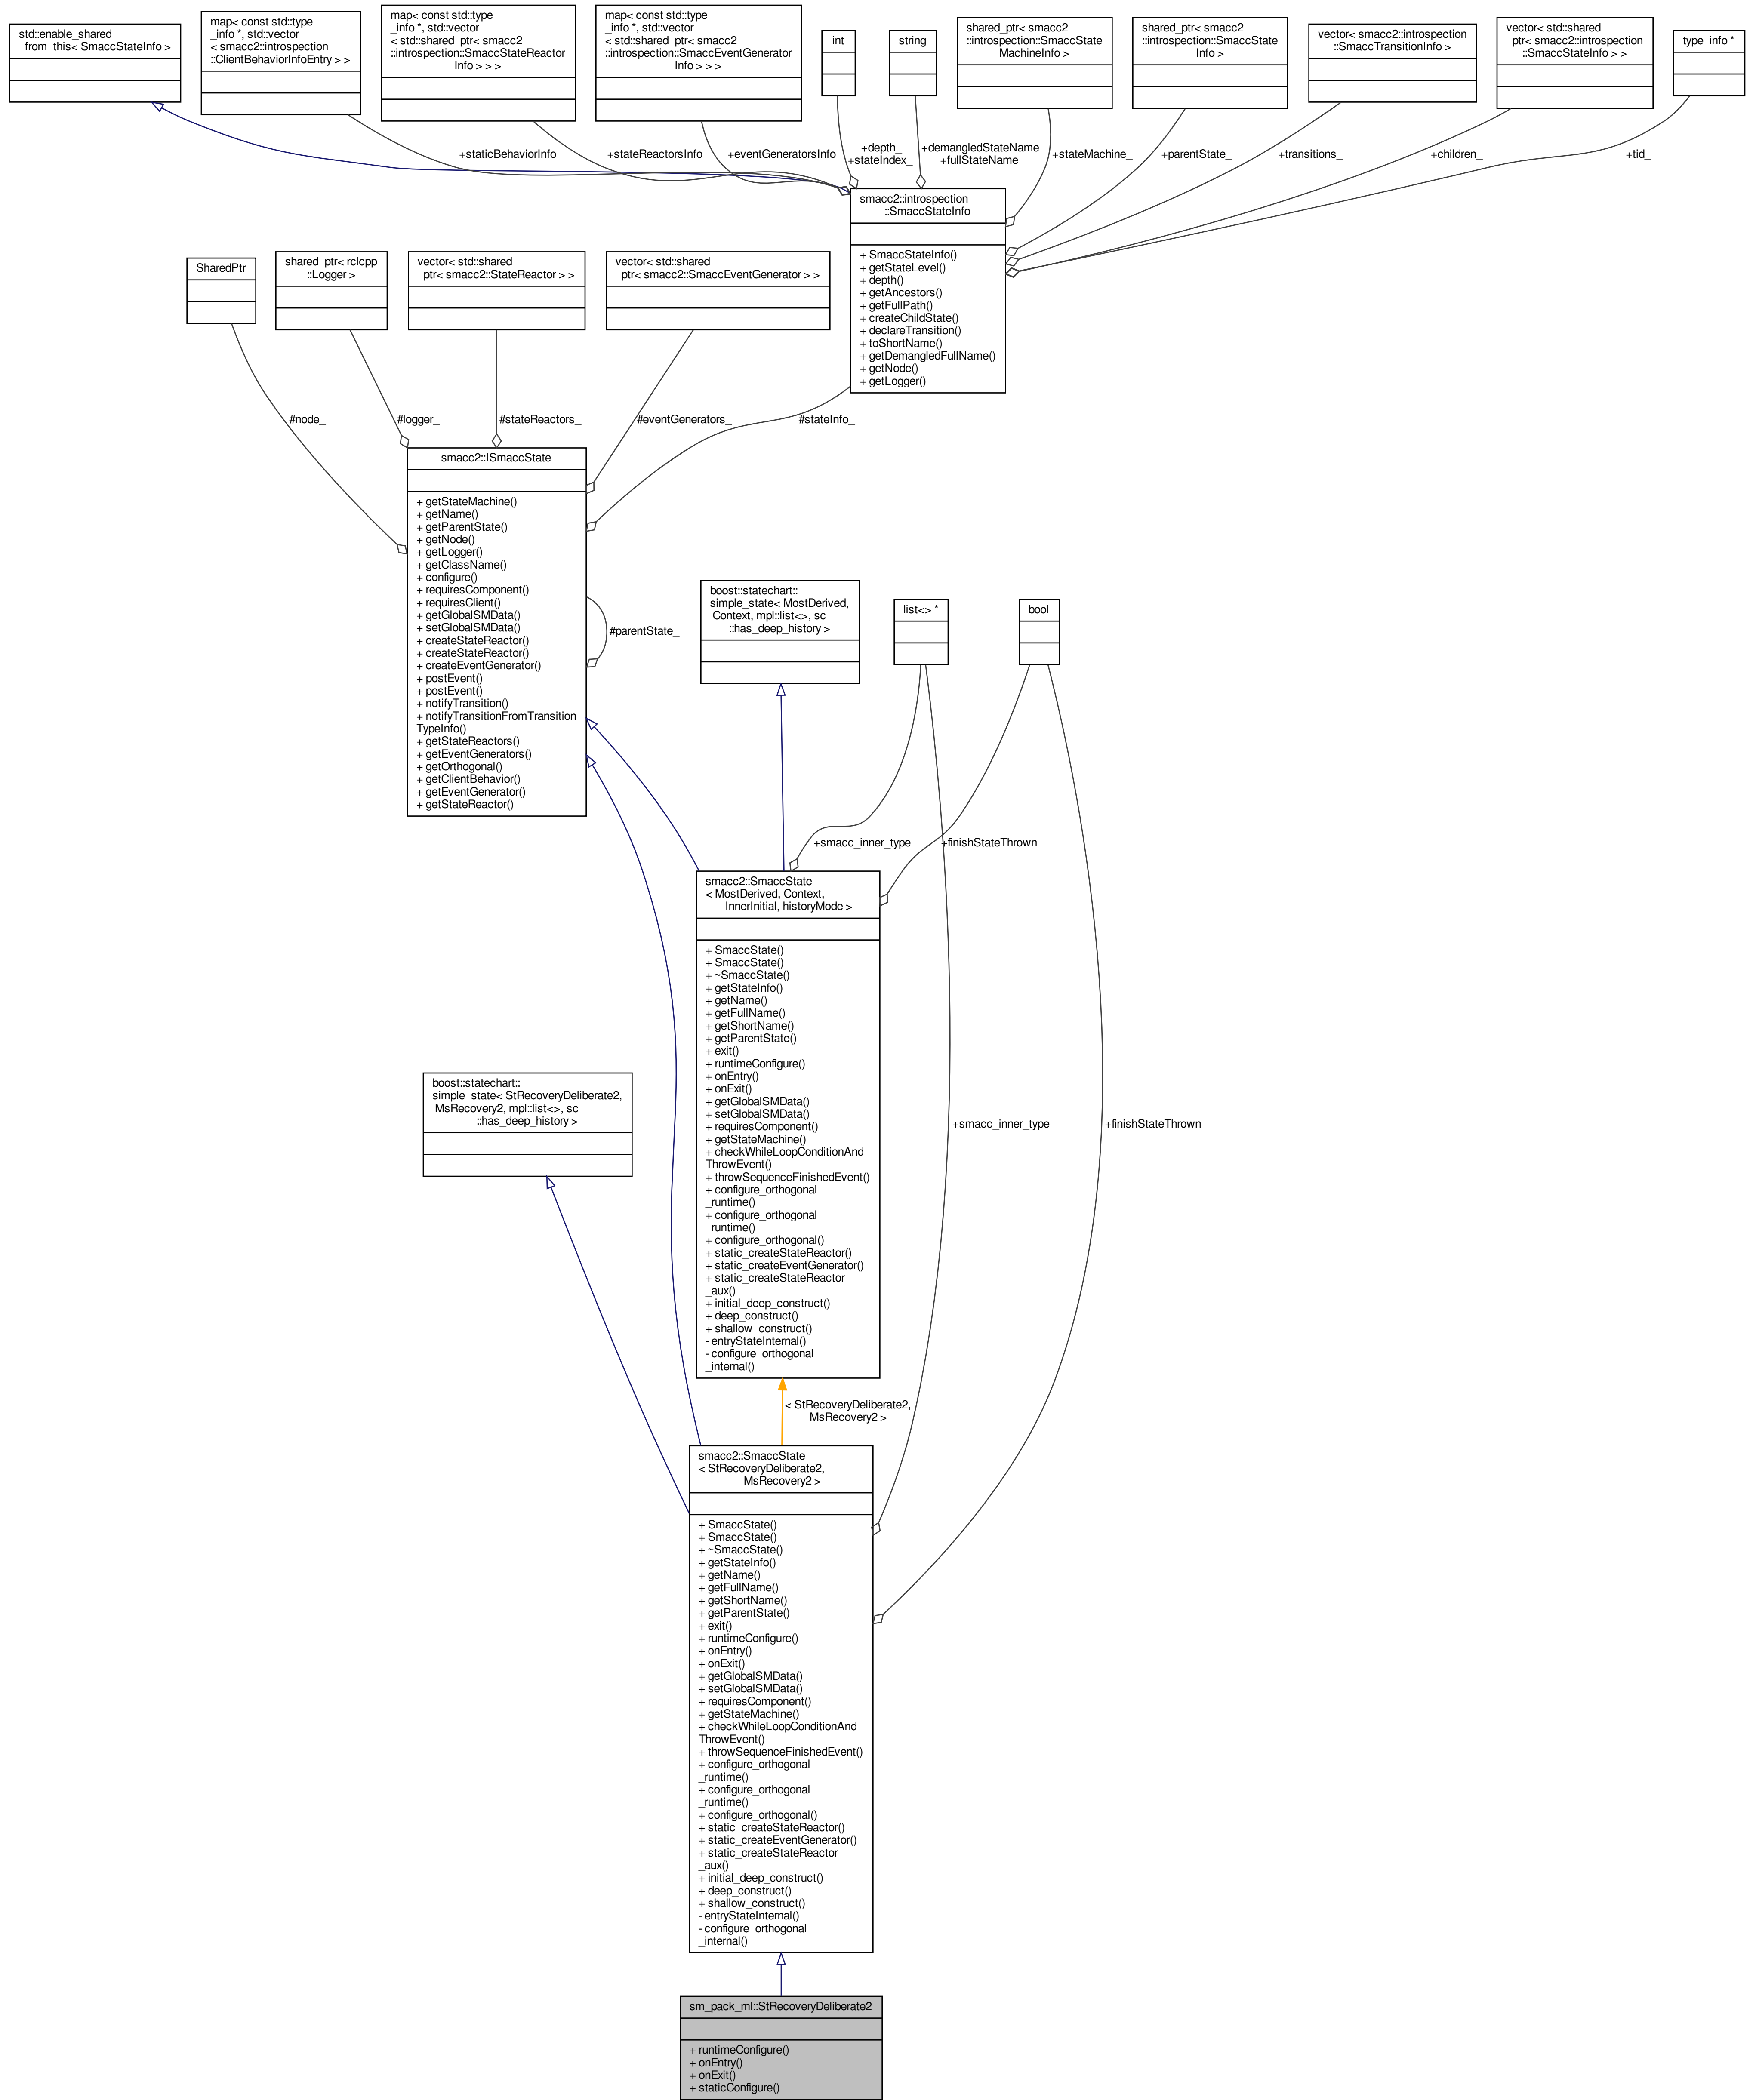 std::enable_shared
_from_this< SmaccStateInfo >
map< const std::type
_info *, std::vector
< smacc2::introspection
::ClientBehaviorInfoEntry > >
map< const std::type
_info *, std::vector
< std::shared_ptr< smacc2
::introspection::SmaccStateReactor
Info > > >
map< const std::type
_info *, std::vector
< std::shared_ptr< smacc2
::introspection::SmaccEventGenerator
Info > > >
int
string
shared_ptr< smacc2
::introspection::SmaccState
MachineInfo >
shared_ptr< smacc2
::introspection::SmaccState
Info >
vector< smacc2::introspection
::SmaccTransitionInfo >
vector< std::shared
_ptr< smacc2::introspection
::SmaccStateInfo > >
type_info *
+staticBehaviorInfo
+stateReactorsInfo
+eventGeneratorsInfo
+depth_
+stateIndex_
+demangledStateName
+fullStateName
+stateMachine_
+parentState_
+transitions_
+children_
+tid_
smacc2::introspection
::SmaccStateInfo
+ SmaccStateInfo()
+ getStateLevel()
+ depth()
+ getAncestors()
+ getFullPath()
+ createChildState()
+ declareTransition()
+ toShortName()
+ getDemangledFullName()
+ getNode()
+ getLogger()
SharedPtr
shared_ptr< rclcpp
::Logger >
vector< std::shared
_ptr< smacc2::StateReactor > >
vector< std::shared
_ptr< smacc2::SmaccEventGenerator > >
#node_
#logger_
#stateReactors_
#eventGenerators_
#stateInfo_
smacc2::ISmaccState
+ getStateMachine()
+ getName()
+ getParentState()
+ getNode()
+ getLogger()
+ getClassName()
+ configure()
+ requiresComponent()
+ requiresClient()
+ getGlobalSMData()
+ setGlobalSMData()
+ createStateReactor()
+ createStateReactor()
+ createEventGenerator()
+ postEvent()
+ postEvent()
+ notifyTransition()
+ notifyTransitionFromTransition
TypeInfo()
+ getStateReactors()
+ getEventGenerators()
+ getOrthogonal()
+ getClientBehavior()
+ getEventGenerator()
+ getStateReactor()
#parentState_
boost::statechart::
simple_state< MostDerived,
Context, mpl::list<>, sc
::has_deep_history >
list<> *
bool
+smacc_inner_type
+finishStateThrown
smacc2::SmaccState
< MostDerived, Context,
InnerInitial, historyMode >
+ SmaccState()
+ SmaccState()
+ ~SmaccState()
+ getStateInfo()
+ getName()
+ getFullName()
+ getShortName()
+ getParentState()
+ exit()
+ runtimeConfigure()
+ onEntry()
+ onExit()
+ getGlobalSMData()
+ setGlobalSMData()
+ requiresComponent()
+ getStateMachine()
+ checkWhileLoopConditionAnd
ThrowEvent()
+ throwSequenceFinishedEvent()
+ configure_orthogonal
_runtime()
+ configure_orthogonal
_runtime()
+ configure_orthogonal()
+ static_createStateReactor()
+ static_createEventGenerator()
+ static_createStateReactor
_aux()
+ initial_deep_construct()
+ deep_construct()
+ shallow_construct()
- entryStateInternal()
- configure_orthogonal
_internal()
boost::statechart::
simple_state< StRecoveryDeliberate2,
MsRecovery2, mpl::list<>, sc
::has_deep_history >
+smacc_inner_type
+finishStateThrown
< StRecoveryDeliberate2,
MsRecovery2 >
smacc2::SmaccState
< StRecoveryDeliberate2,
MsRecovery2 >
+ SmaccState()
+ SmaccState()
+ ~SmaccState()
+ getStateInfo()
+ getName()
+ getFullName()
+ getShortName()
+ getParentState()
+ exit()
+ runtimeConfigure()
+ onEntry()
+ onExit()
+ getGlobalSMData()
+ setGlobalSMData()
+ requiresComponent()
+ getStateMachine()
+ checkWhileLoopConditionAnd
ThrowEvent()
+ throwSequenceFinishedEvent()
+ configure_orthogonal
_runtime()
+ configure_orthogonal
_runtime()
+ configure_orthogonal()
+ static_createStateReactor()
+ static_createEventGenerator()
+ static_createStateReactor
_aux()
+ initial_deep_construct()
+ deep_construct()
+ shallow_construct()
- entryStateInternal()
- configure_orthogonal
_internal()
sm_pack_ml::StRecoveryDeliberate2
+ runtimeConfigure()
+ onEntry()
+ onExit()
+ staticConfigure()